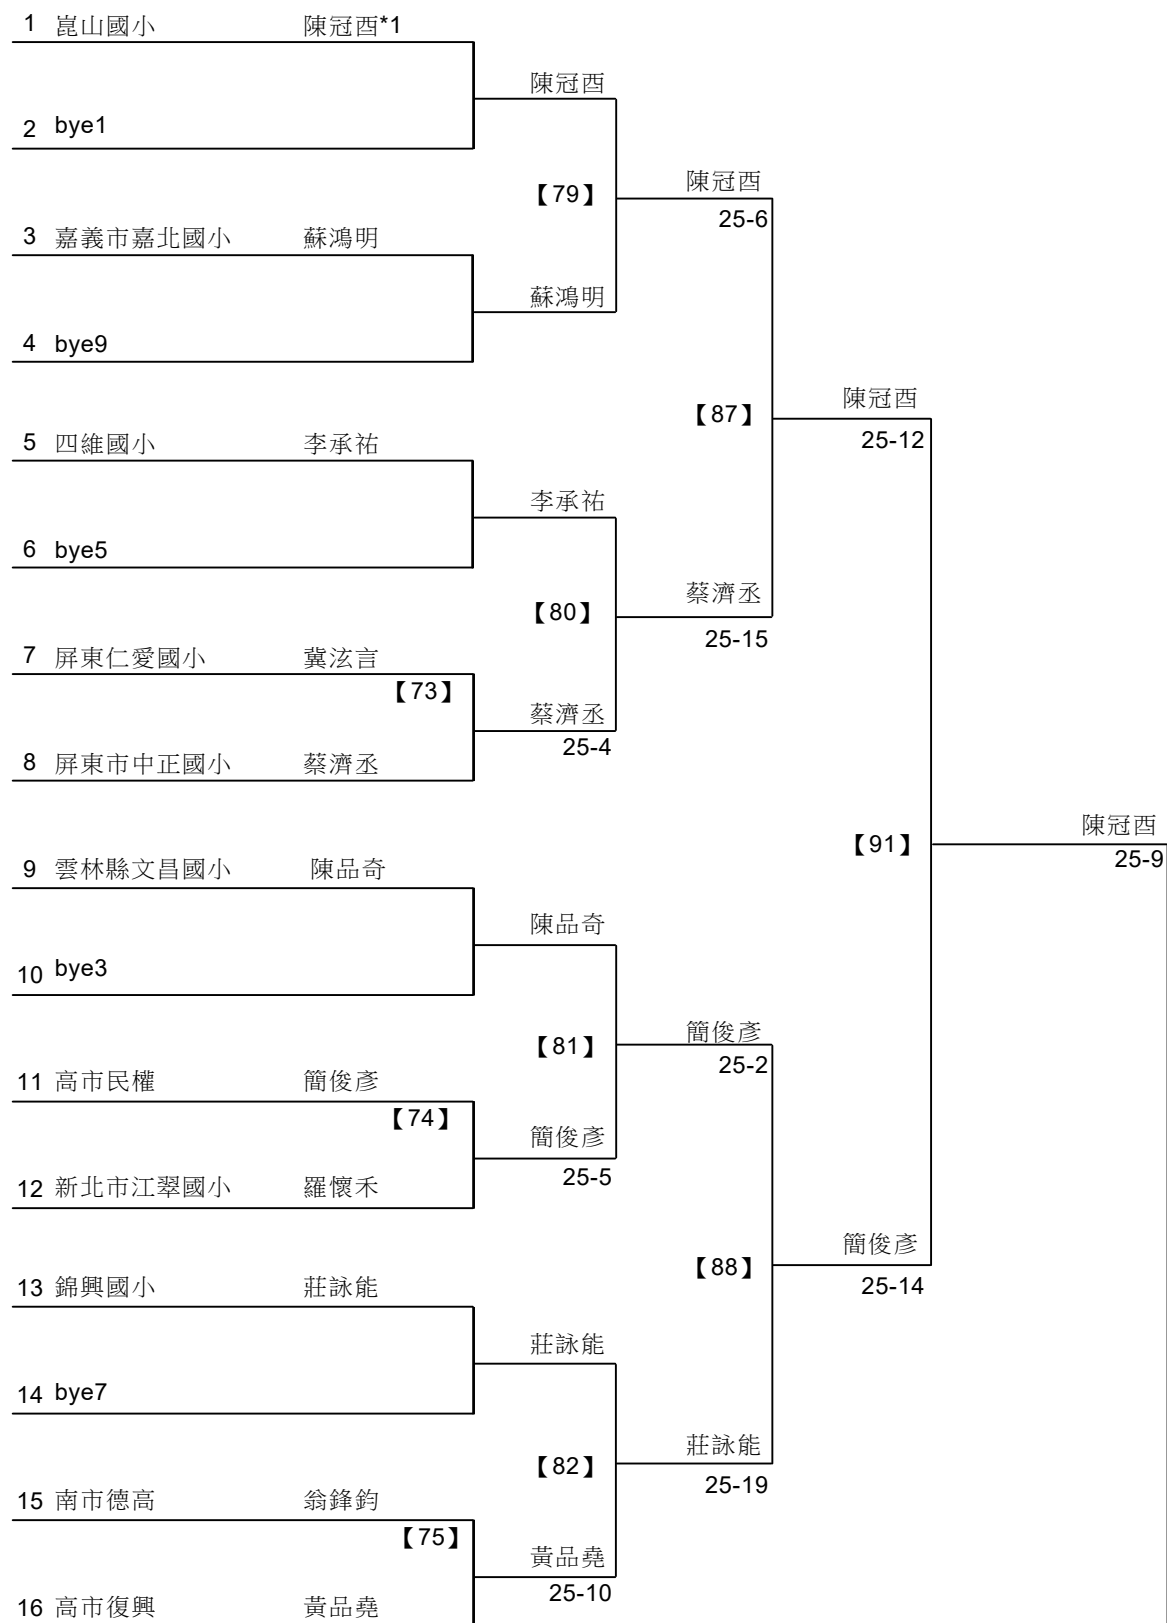 1 崑山國小 陳冠酉*1
陳冠酉
2 bye1
陳冠酉
【79】
25-6
3 嘉義市嘉北國小 蘇鴻明
蘇鴻明
4 bye9
陳冠酉
【87】
25-12
5 四維國小 李承祐
李承祐
6 bye5
蔡濟丞
【80】
25-15
7 屏東仁愛國小 冀泫言
【73】
蔡濟丞
25-4
8 屏東市中正國小 蔡濟丞
陳冠酉
【91】
25-9
9 雲林縣文昌國小 陳品奇
陳品奇
10 bye3
簡俊彥
【81】
25-2
11 高市民權 簡俊彥
【74】
簡俊彥
25-5
12 新北市江翠國小 羅懷禾
簡俊彥
【88】
25-14
13 錦興國小 莊詠能
莊詠能
14 bye7
莊詠能
【82】
25-19
15 南市德高 翁鋒鈞
【75】
黃品堯
25-10
16 高市復興 黃品堯